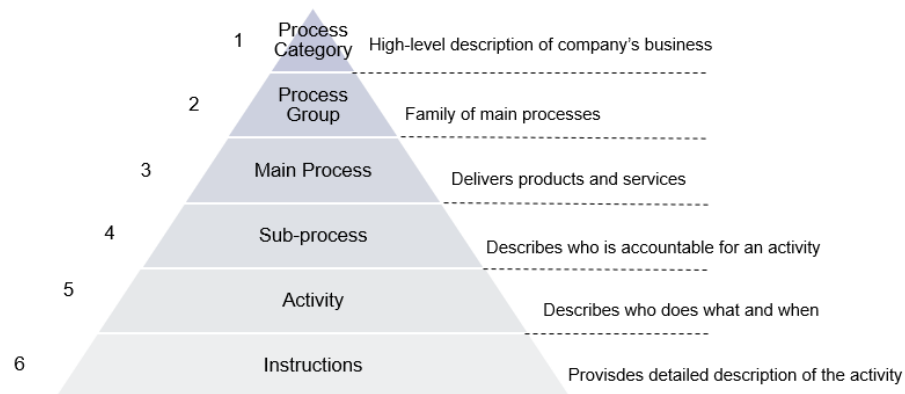 1
Process
Category
High-level description of company's business
2
Process
Group
Family of main processes
3
Main Process
Delivers products and services
4
Sub-process
Describes who is accountable for an activity
5
Activity
Describes who does what and when
6
Instructions
Provisdes detailed description of the activity